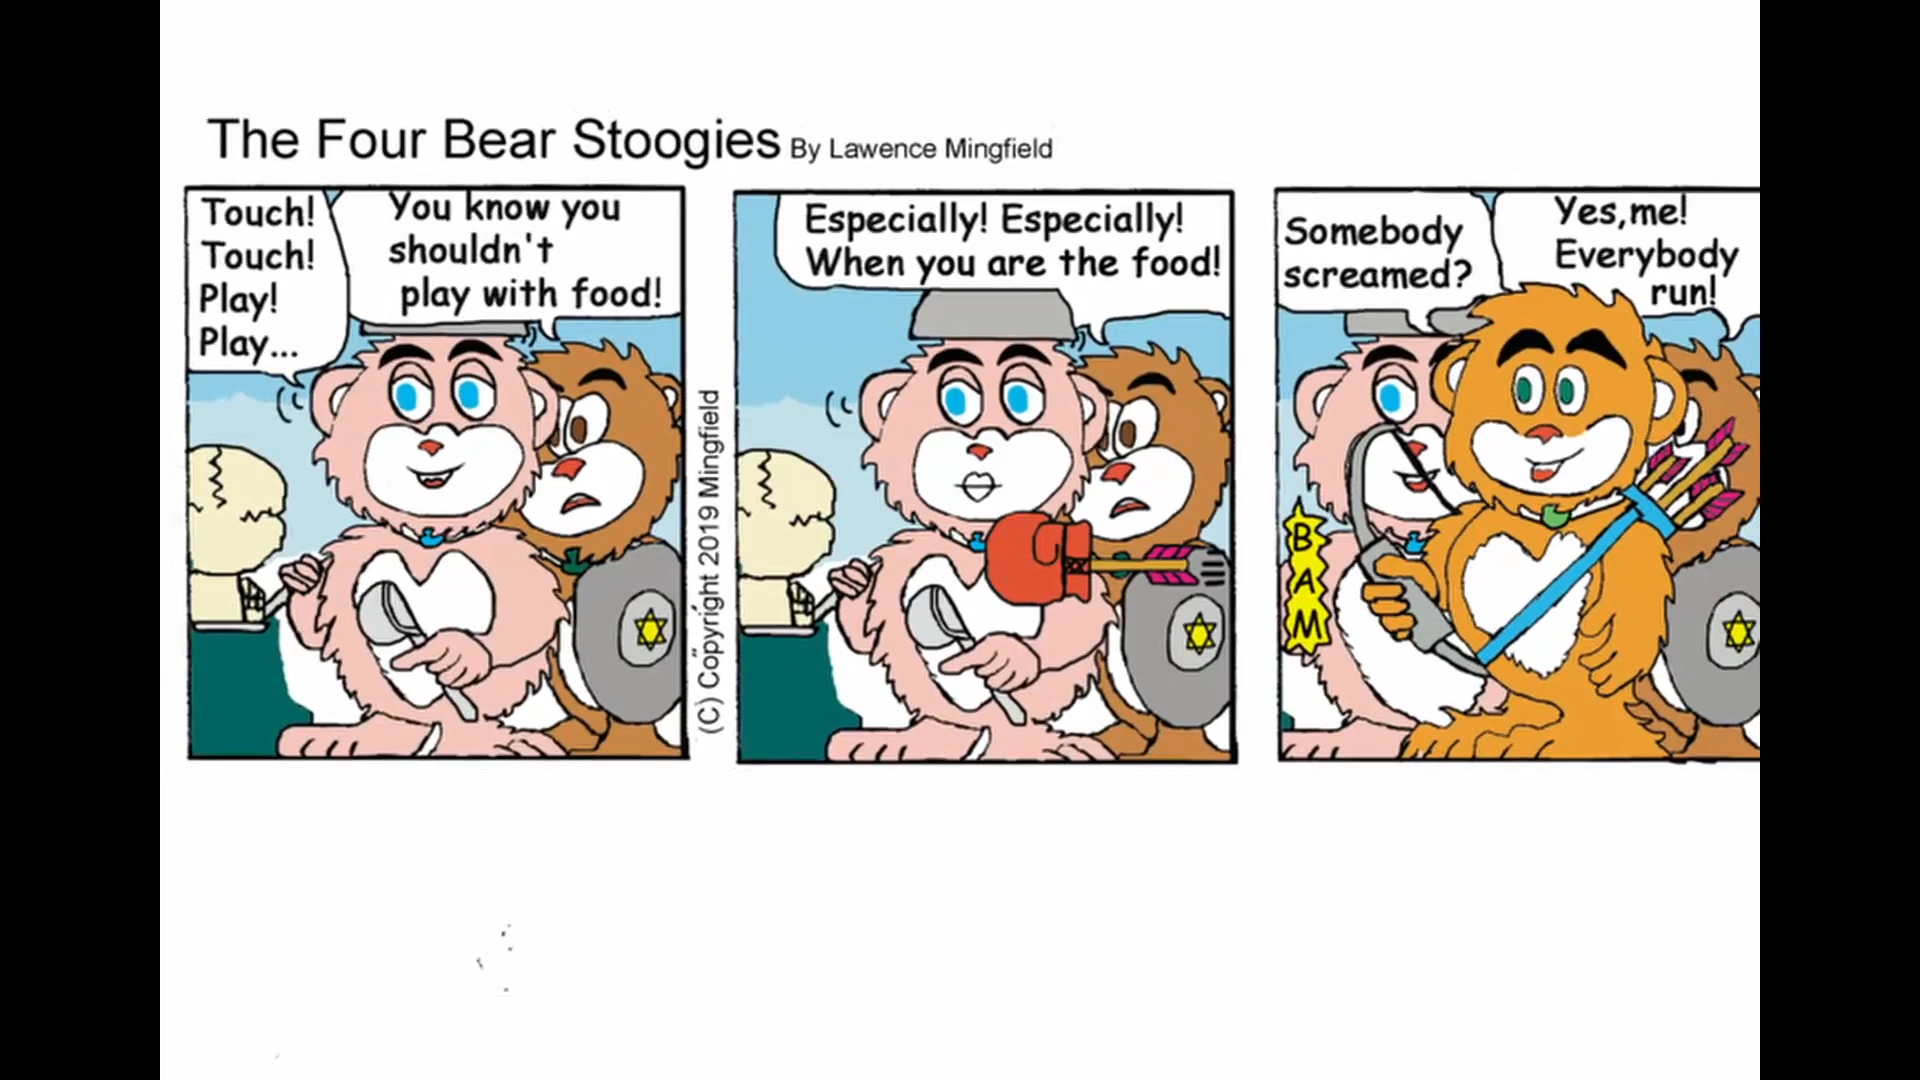 The Four Bear Stoogies By Lawence Mingfield
Touch!
Touch!
Play!
Play...
You know you
shouldn't
play with food!
(C) Copyright 2019 Mingfield
Especially! Especially!
When you are the food!
Somebody
screamed?
Yes,me!
Everybody
run!
BAM